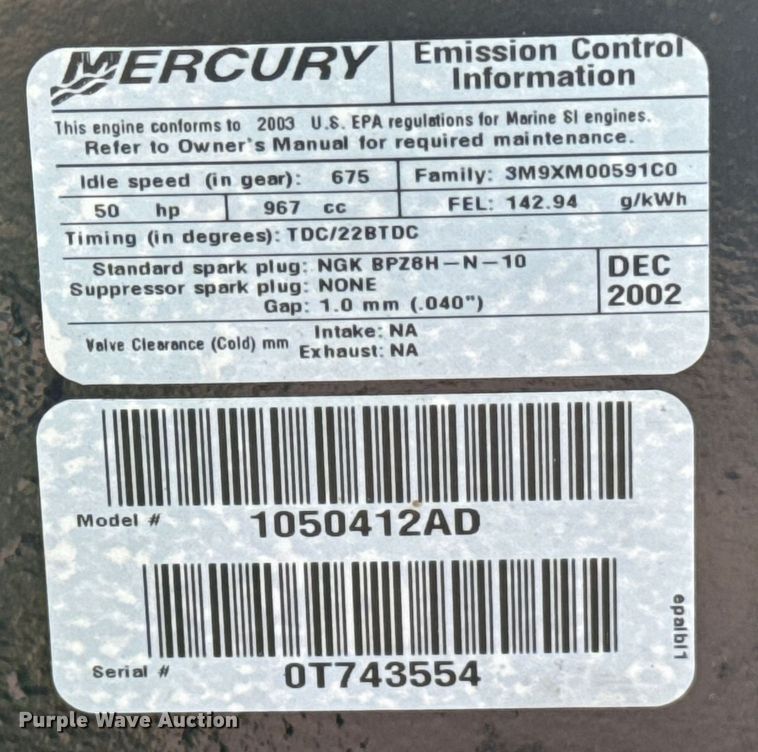 MERCURY
Emission Control
Information
This engine conforms to 2003 U.S. EPA regulations for Marine SI engines.
Refer to Owner's Manual for required maintenance.
Idle speed (in gear): 675
Family: 3M9XM00591C0
50 hp 967 cc
FEL: 142.94 g/kWh
Timing (in degrees): TDC/22BTDC
Standard spark plug: NGK BPZ8H-N-10
Suppressor spark plug: NONE
Gap: 1.0 mm (.040")
DEC
2002
Valve Clearance (Cold) mm
Intake: NA
Exhaust: NA
Model # 1050412AD
Serial # 0T743554
epalbl1
Purple Wave Auction